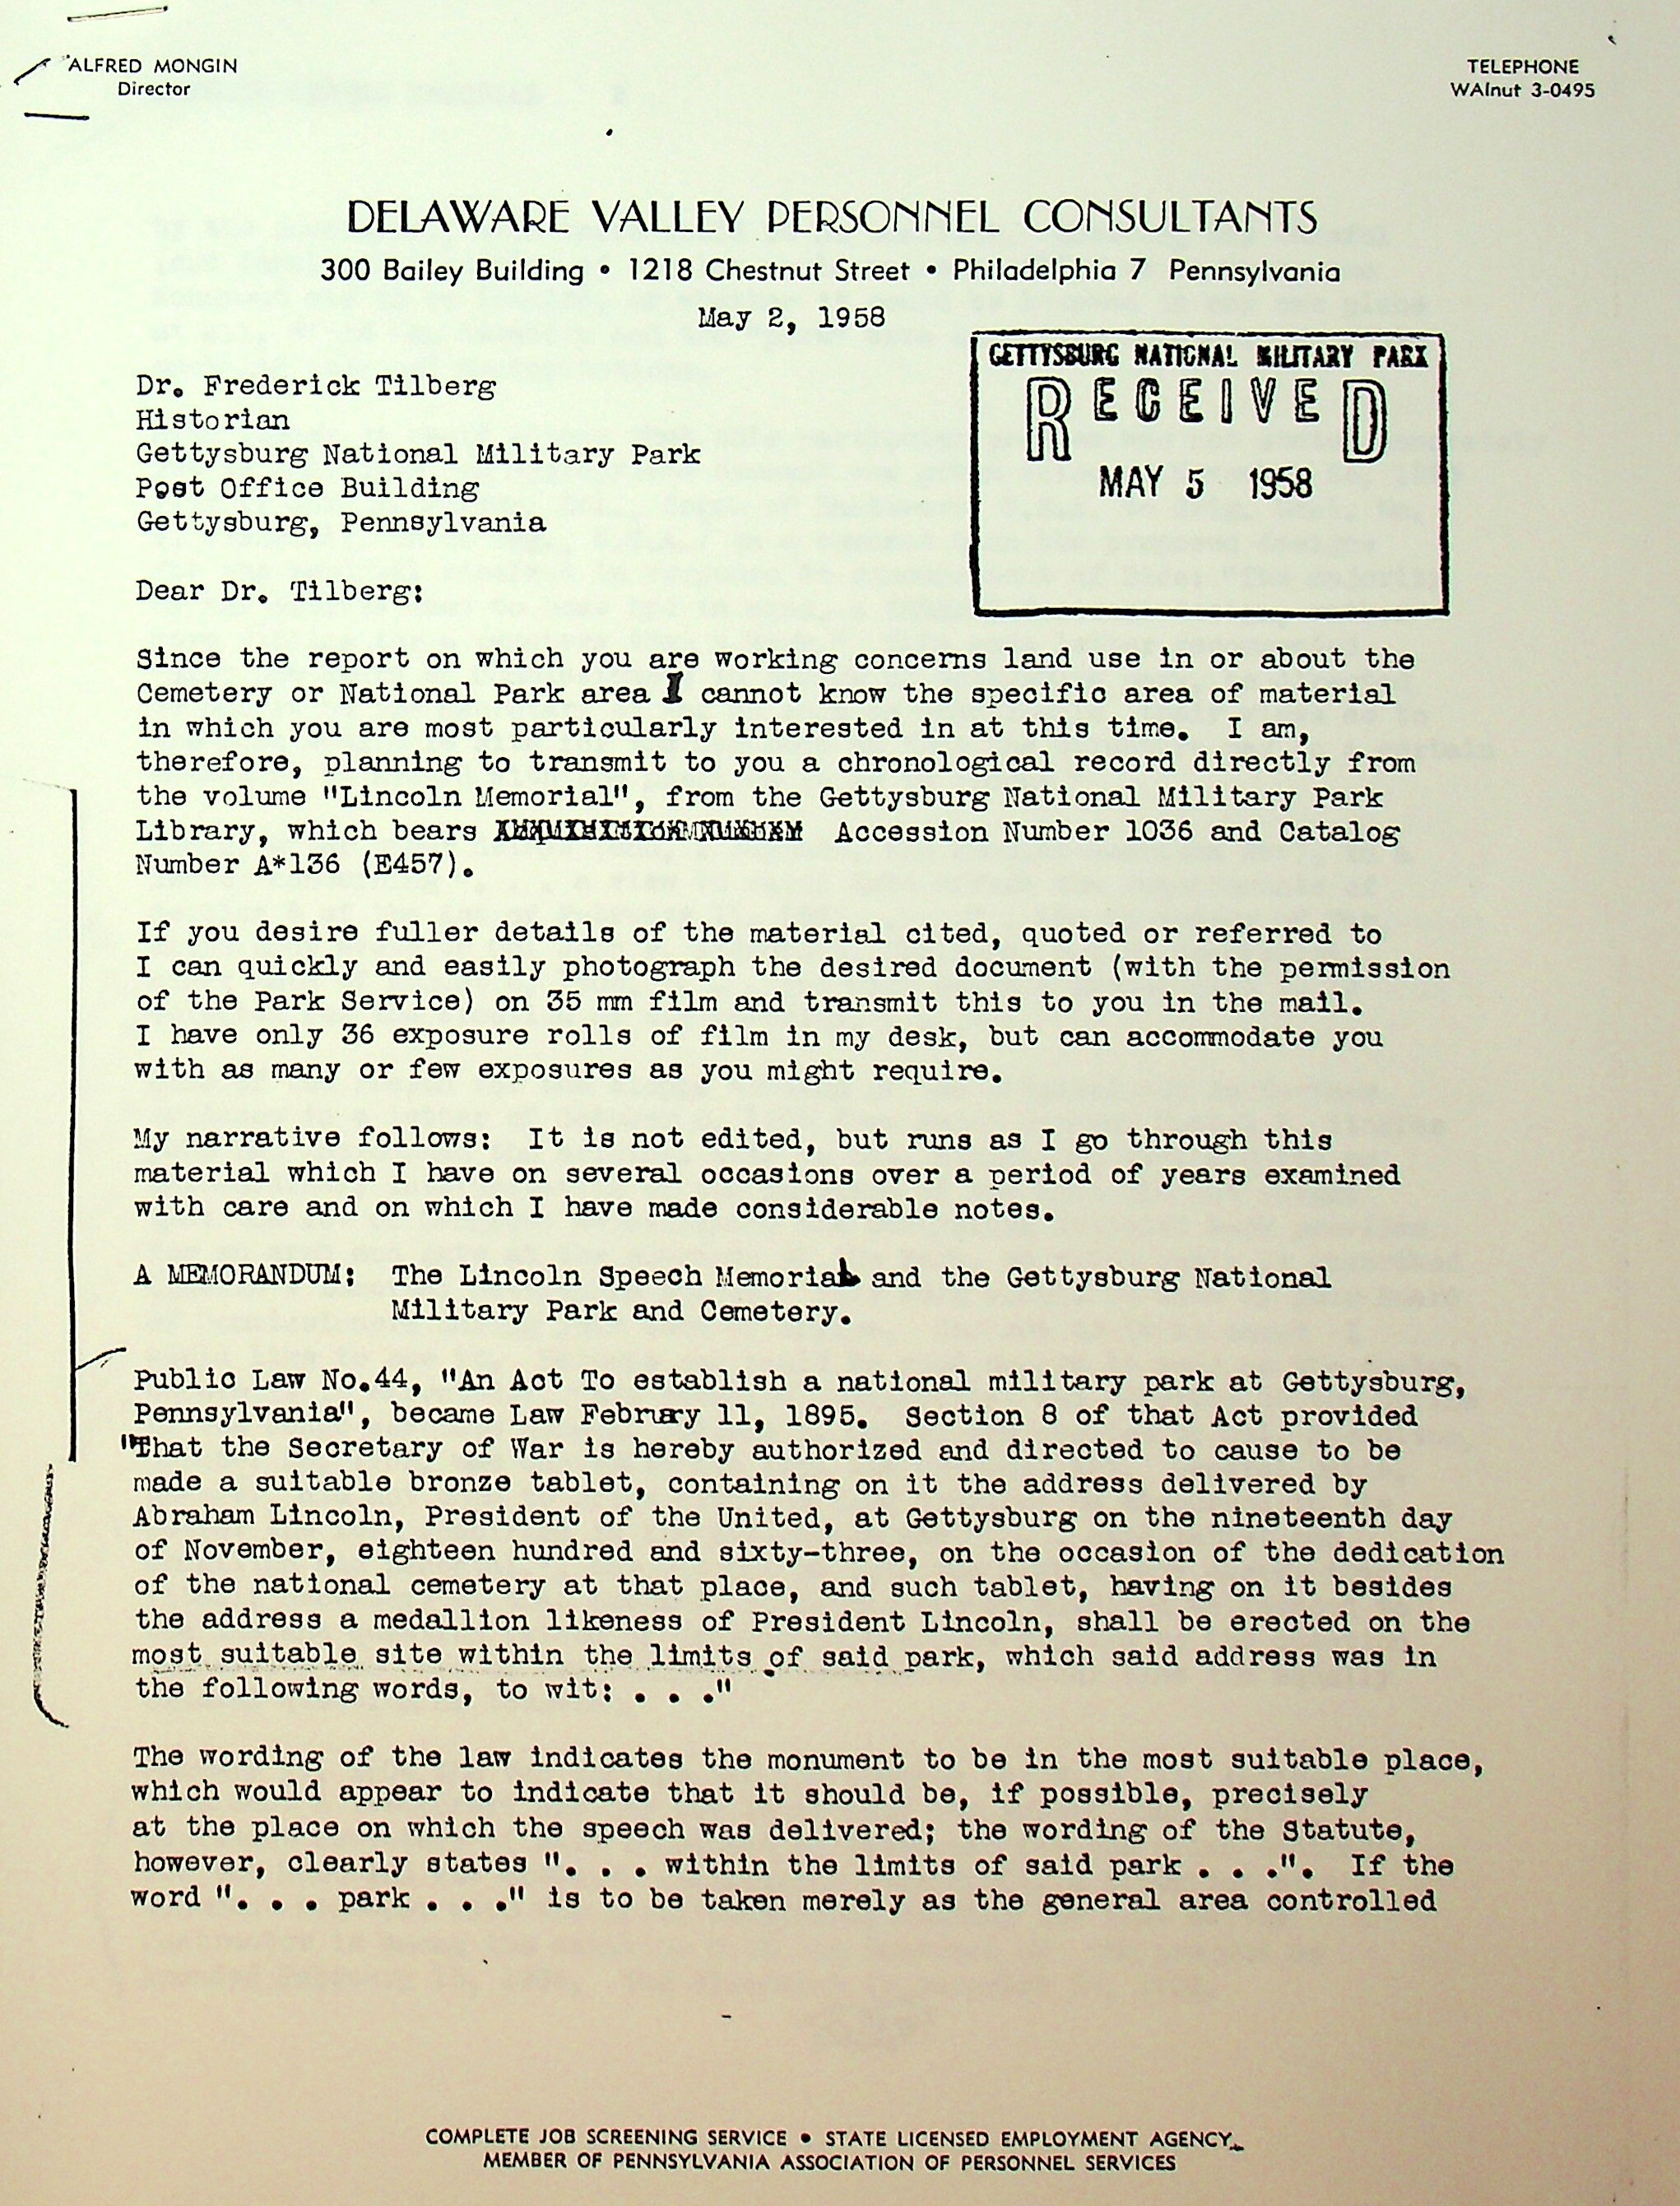 ALFRED MONGIN
Director
TELEPHONE
WAlnut 3-0495
DELAWARE VALLEY PERSONNEL CONSULTANTS
300 Bailey Building • 1218 Chestnut Street • Philadelphia 7 Pennsylvania
May 2, 1958
GETTYSBURG NATIONAL MILITARY PARK
RECEIVED
MAY 5 1958
Dr. Frederick Tilberg
Historian
Gettysburg National Military Park
Post Office Building
Gettysburg, Pennsylvania
Dear Dr. Tilberg:
Since the report on which you are working concerns land use in or about the
Cemetery or National Park area I cannot know the specific area of material
in which you are most particularly interested in at this time. I am,
therefore, planning to transmit to you a chronological record directly from
the volume "Lincoln Memorial", from the Gettysburg National Military Park
Library, which bears Accession Number 1036 and Catalog
Number A*136 (E457).
If you desire fuller details of the material cited, quoted or referred to
I can quickly and easily photograph the desired document (with the permission
of the Park Service) on 35 mm film and transmit this to you in the mail.
I have only 36 exposure rolls of film in my desk, but can accommodate you
with as many or few exposures as you might require.
My narrative follows: It is not edited, but runs as I go through this
material which I have on several occasions over a period of years examined
with care and on which I have made considerable notes.
A MEMORANDUM: The Lincoln Speech Memorial and the Gettysburg National
Military Park and Cemetery.
Public Law No.44, "An Act To establish a national military park at Gettysburg,
Pennsylvania", became Law Februry 11, 1895. Section 8 of that Act provided
"That the Secretary of War is hereby authorized and directed to cause to be
made a suitable bronze tablet, containing on it the address delivered by
Abraham Lincoln, President of the United, at Gettysburg on the nineteenth day
of November, eighteen hundred and sixty-three, on the occasion of the dedication
of the national cemetery at that place, and such tablet, having on it besides
the address a medallion likeness of President Lincoln, shall be erected on the
most suitable site within the limits of said park, which said address was in
the following words, to wit: . . ."
The wording of the law indicates the monument to be in the most suitable place,
which would appear to indicate that it should be, if possible, precisely
at the place on which the speech was delivered; the wording of the Statute,
however, clearly states ". . . within the limits of said park . . .". If the
word ". . . park . . ." is to be taken merely as the general area controlled
COMPLETE JOB SCREENING SERVICE • STATE LICENSED EMPLOYMENT AGENCY
MEMBER OF PENNSYLVANIA ASSOCIATION OF PERSONNEL SERVICES